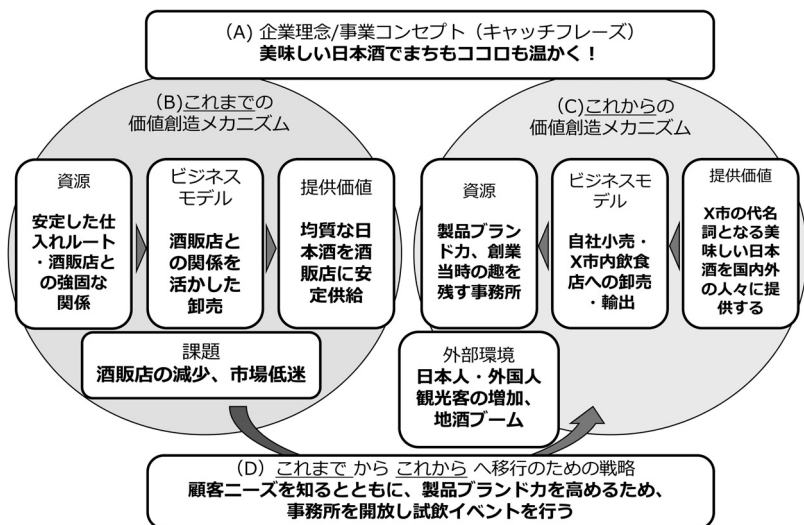 （A) 企業理念/事業コンセプト（キャッチフレーズ）
美味しい日本酒でまちもココロも温かく！
（B)これまでの
価値創造メカニズム
資源
安定した仕
入れルート
・酒販店と
の強固な
関係
ビジネス
モデル
酒販店と
の関係を
活かした
卸売
提供価値
均質な日
本酒を酒
販店に安
定供給
課題
酒販店の減少、市場低迷
（C)これからの
価値創造メカニズム
資源
製品ブラン
ド力、創業
当時の趣を
残す事務所
ビジネスモ
デル
自社小売・
X市内飲食
店への卸売
・輸出
提供価値
X市の代名
詞となる美
味しい日本
酒を国内外
の人々に提
供する
外部環境
日本人・外国人
観光客の増加、
地酒ブーム
（D）これまで から これから へ移行のための戦略
顧客ニーズを知るとともに、製品ブランド力を高めるため、
事務所を開放し試飲イベントを行う